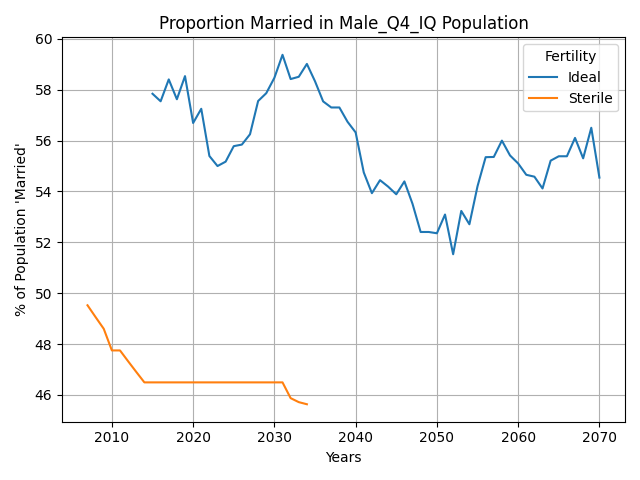 Proportion Married in Male_Q4_IQ Population
Fertility
Ideal
Sterile
% of Population 'Married'
60
58
56
54
52
50
48
46
2010
2020
2030
2040
2050
2060
2070
Years